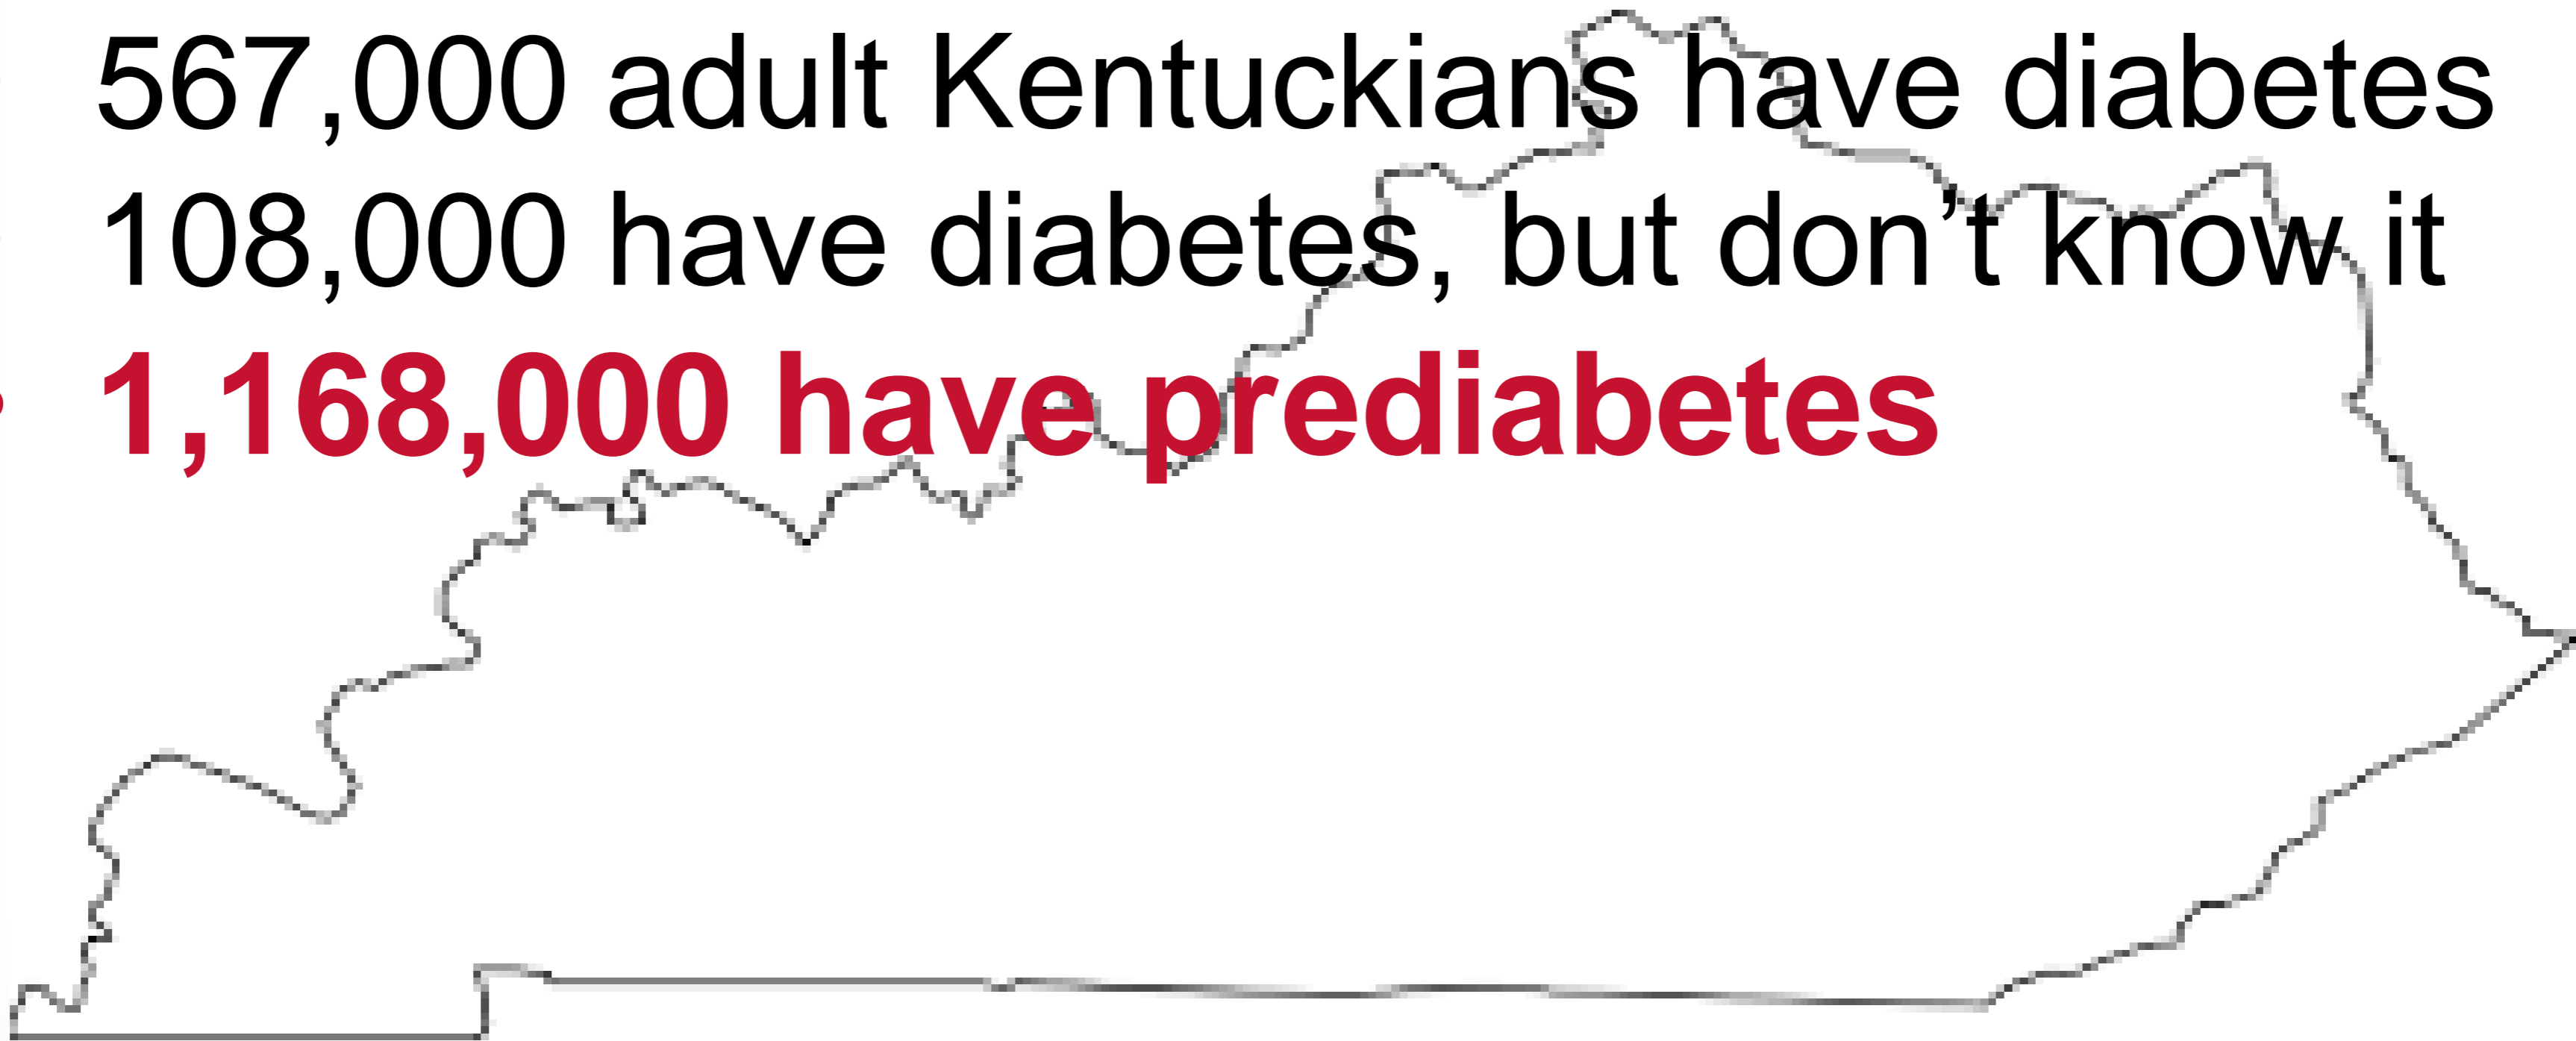 567,000 adult Kentuckians have diabetes
108,000 have diabetes, but don’t know it
1,168,000 have prediabetes